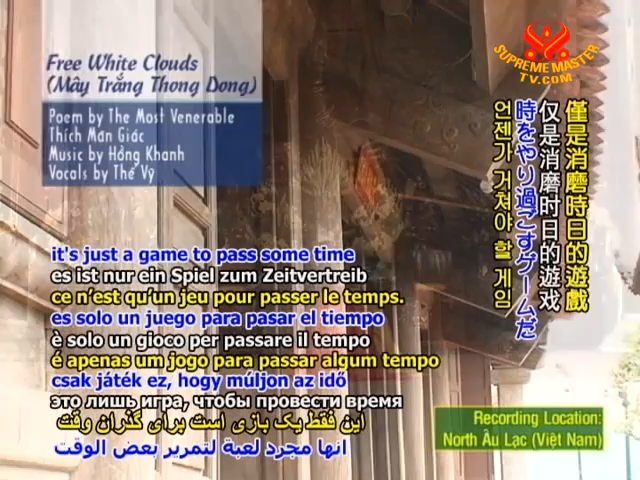 Free White Clouds
(Mây Trắng Thong Dong)
Poem by The Most Venerable
Thích Mãn Giác
Music by Hồng Khanh
Vocals by Thế Vỹ
SUPREME MASTER
TV.COM
僅是消磨時日的遊戲
仅是消磨时日的遊戏
時をやり過ごすゲームだ
언젠가 거쳐야 할 게임
it's just a game to pass some time
es ist nur ein Spiel zum Zeitvertreib
ce n'est qu'un jeu pour passer le temps.
es solo un juego para pasar el tiempo
è solo un gioco per passare il tempo
é apenas um jogo para passar algum tempo
csak játék ez, hogy múljon az idő
это лишь игра, чтобы провести время
این فقط یک بازی است برای گذران وقت
انها مجرد لعبة لتمرير بعض الوقت
Recording Location:
North Âu Lạc (Việt Nam)